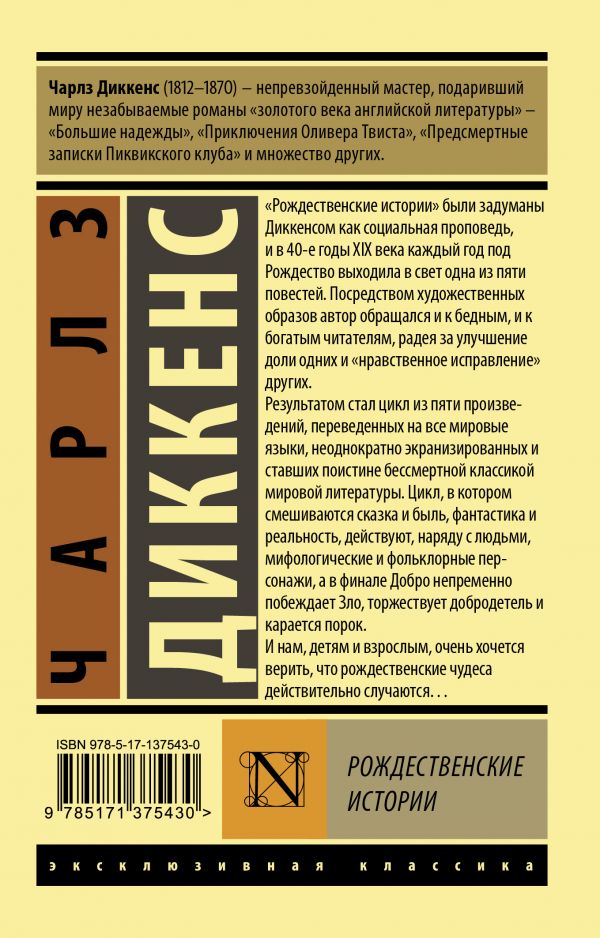 Чарлз Диккенс (1812–1870) – непревзойденный мастер, подаривший
миру незабываемые романы «золотого века английской литературы» –
«Большие надежды», «Приключения Оливера Твиста», «Предсмертные
записки Пиквикского клуба» и множество других.
ЧАРЛЗ
ДИККЕНС
«Рождественские истории» были задуманы
Диккенсом как социальная проповедь,
и в 40-е годы XIX века каждый год под
Рождество выходила в свет одна из пяти
повестей. Посредством художественных
образов автор обращался и к бедным, и к
богатым читателям, радея за улучшение
доли одних и «нравственное исправление»
других.
Результатом стал цикл из пяти произве-
дений, переведенных на все мировые
языки, неоднократно экранизированных и
ставших поистине бессмертной классикой
мировой литературы. Цикл, в котором
смешиваются сказка и быль, фантастика и
реальность, действуют, наряду с людьми,
мифологические и фольклорные пер-
сонажи, а в финале Добро непременно
побеждает Зло, торжествует добродетель и
карается порок.
И нам, детям и взрослым, очень хочется
верить, что рождественские чудеса
действительно случаются...
ISBN 978-5-17-137543-0
9 785171 375430 >
N
РОЖДЕСТВЕНСКИЕ
ИСТОРИИ
эксклюзивная классика